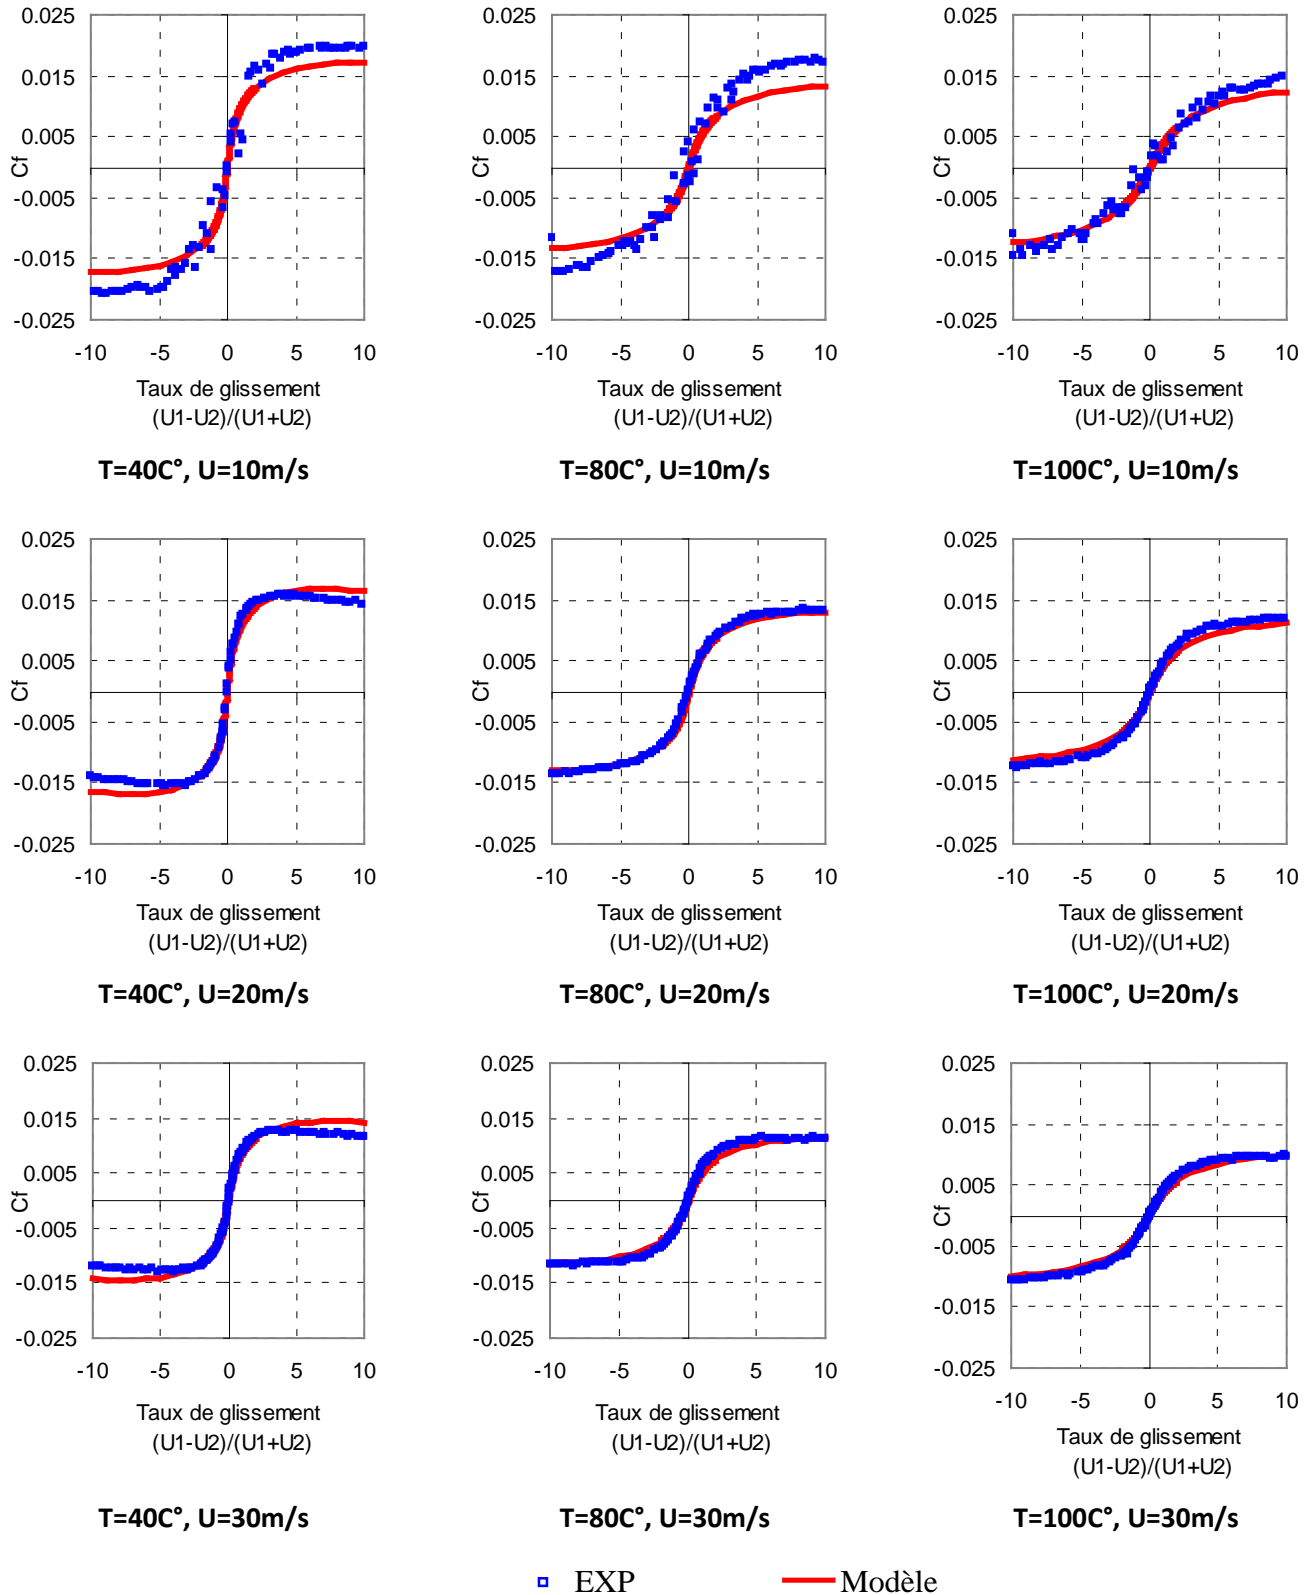 0.025
0.015
0.005
-0.005
-0.015
-0.025
Cf
-10 -5 0 5 10
Taux de glissement
(U1-U2)/(U1+U2)
T=40C°, U=10m/s
0.025
0.015
0.005
-0.005
-0.015
-0.025
Cf
-10 -5 0 5 10
Taux de glissement
(U1-U2)/(U1+U2)
T=80C°, U=10m/s
0.025
0.015
0.005
-0.005
-0.015
-0.025
Cf
-10 -5 0 5 10
Taux de glissement
(U1-U2)/(U1+U2)
T=100C°, U=10m/s
0.025
0.015
0.005
-0.005
-0.015
-0.025
Cf
-10 -5 0 5 10
Taux de glissement
(U1-U2)/(U1+U2)
T=40C°, U=20m/s
0.025
0.015
0.005
-0.005
-0.015
-0.025
Cf
-10 -5 0 5 10
Taux de glissement
(U1-U2)/(U1+U2)
T=80C°, U=20m/s
0.025
0.015
0.005
-0.005
-0.015
-0.025
Cf
-10 -5 0 5 10
Taux de glissement
(U1-U2)/(U1+U2)
T=100C°, U=20m/s
0.025
0.015
0.005
-0.005
-0.015
-0.025
Cf
-10 -5 0 5 10
Taux de glissement
(U1-U2)/(U1+U2)
T=40C°, U=30m/s
0.025
0.015
0.005
-0.005
-0.015
-0.025
Cf
-10 -5 0 5 10
Taux de glissement
(U1-U2)/(U1+U2)
T=80C°, U=30m/s
0.025
0.015
0.005
-0.005
-0.015
-0.025
Cf
-10 -5 0 5 10
Taux de glissement
(U1-U2)/(U1+U2)
T=100C°, U=30m/s
EXP
Modèle